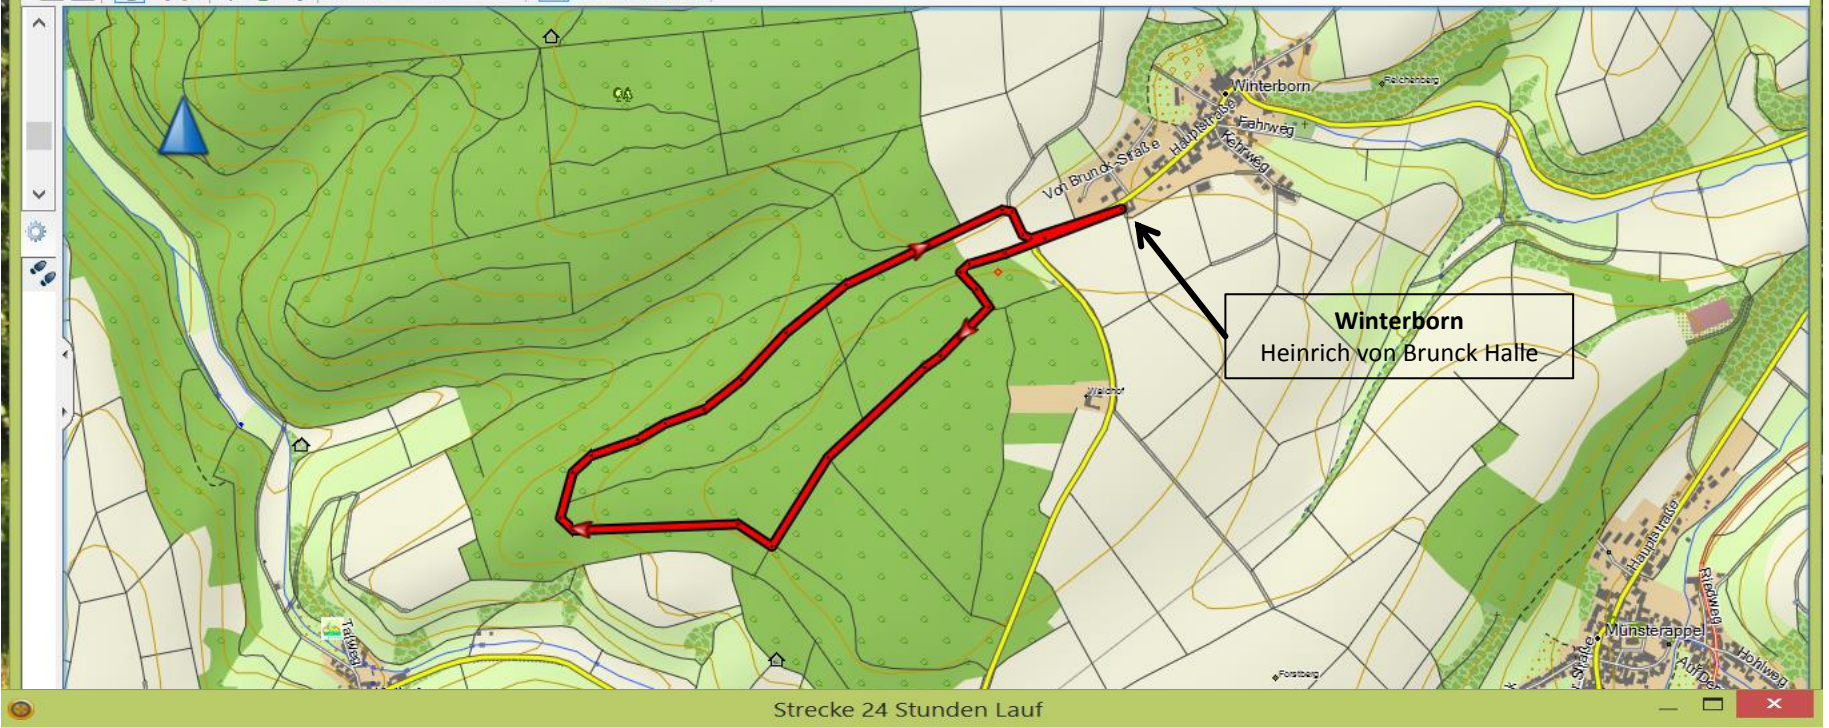 Winterborn
Reichenberg
Hauptstraße
Fahrweg
Kehrweg
Von Brunck-Straße
Winterborn
Heinrich von Brunck Halle
Waldhof
Hauptstraße
Riedweg
Münsterappel
Hohlweg
Talweg
Forstberg
Strecke 24 Stunden Lauf